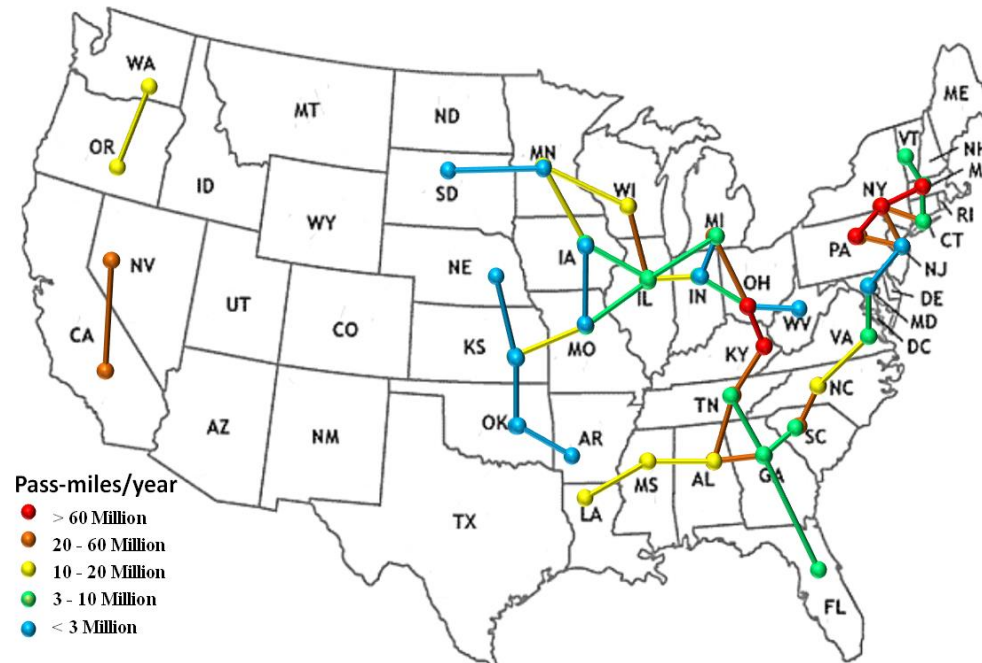 WA
MT
ND
MN
ME
VT
NH
M
OR
ID
SD
WI
MI
NY
RI
WY
PA
CT
NV
NE
IA
IL
IN
OH
NJ
UT
CO
DE
MD
CA
KS
MO
WV
VA
DC
KY
NC
TN
AZ
NM
OK
AR
SC
MS
AL
GA
LA
TX
FL
Pass-miles/year
> 60 Million
20 - 60 Million
10 - 20 Million
3 - 10 Million
< 3 Million